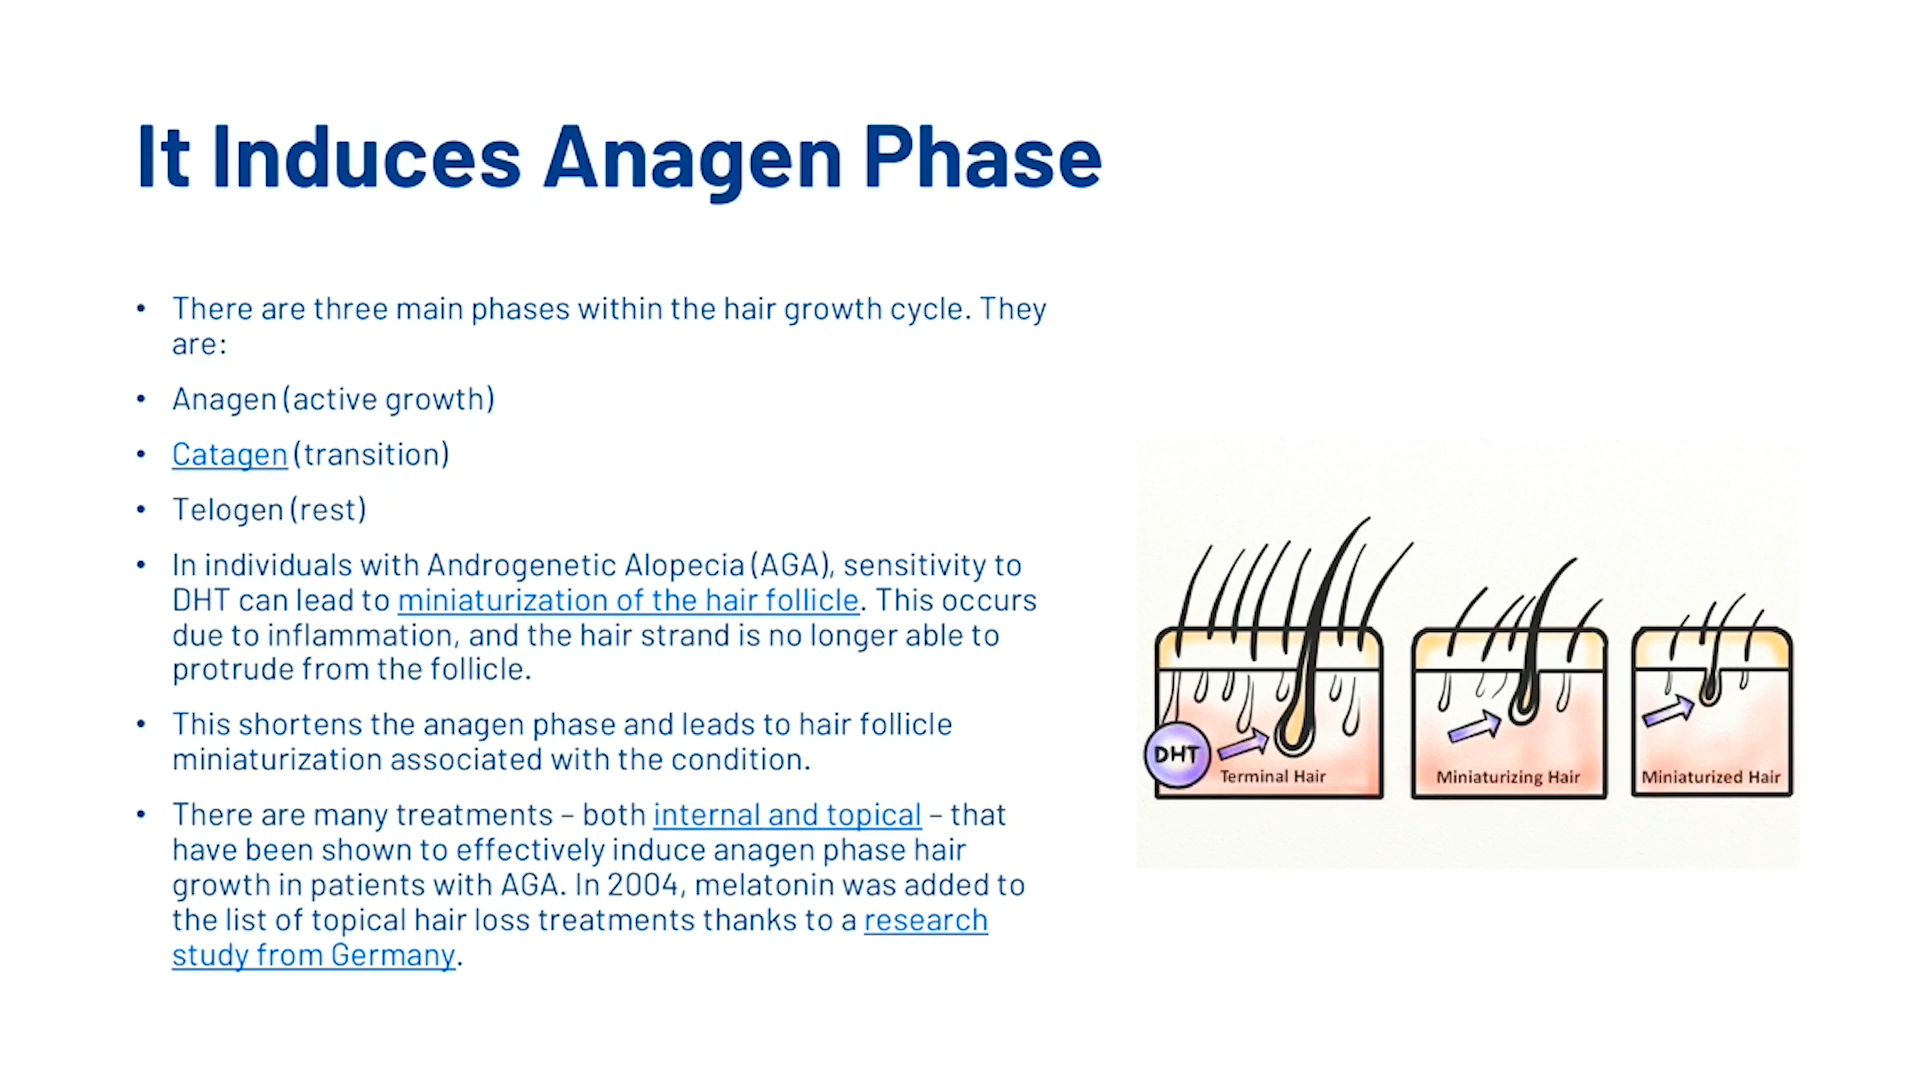 It Induces Anagen Phase
• There are three main phases within the hair growth cycle. They
are:
• Anagen (active growth)
• Catagen (transition)
• Telogen (rest)
• In individuals with Androgenetic Alopecia (AGA), sensitivity to
DHT can lead to miniaturization of the hair follicle. This occurs
due to inflammation, and the hair strand is no longer able to
protrude from the follicle.
• This shortens the anagen phase and leads to hair follicle
miniaturization associated with the condition.
• There are many treatments – both internal and topical – that
have been shown to effectively induce anagen phase hair
growth in patients with AGA. In 2004, melatonin was added to
the list of topical hair loss treatments thanks to a research
study from Germany.
DHT
Terminal Hair
Miniaturizing Hair
Miniaturized Hair